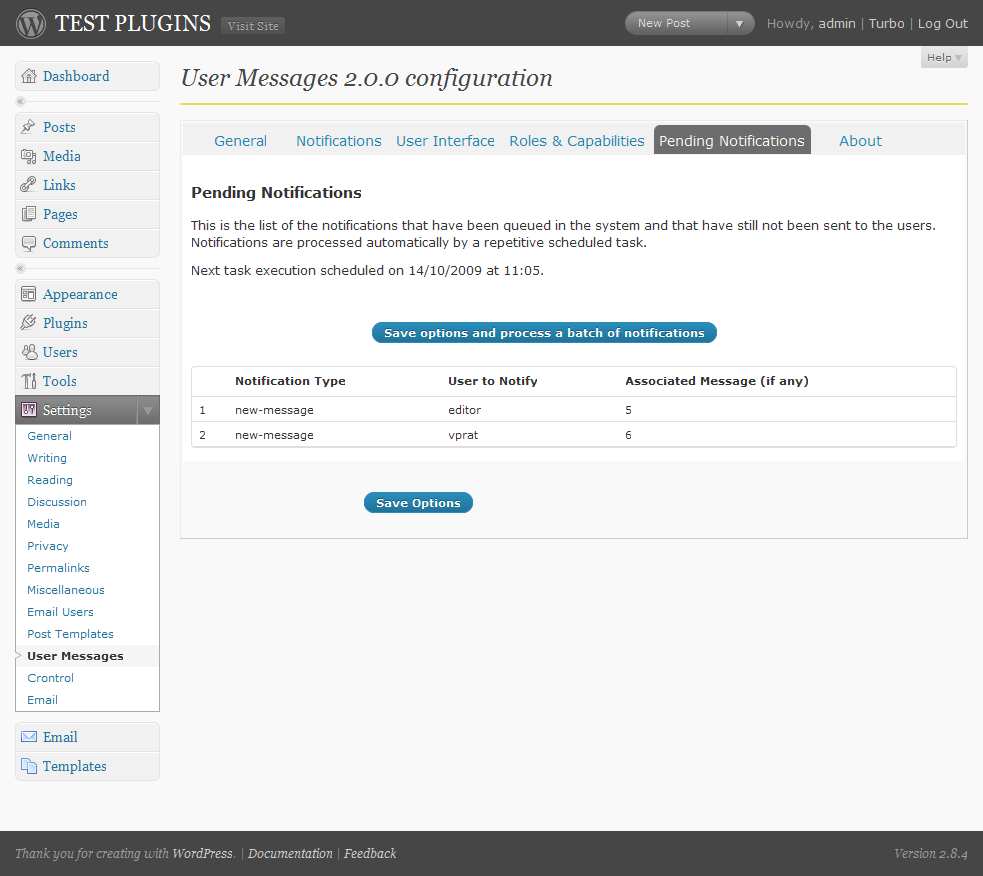 TEST PLUGINS Visit Site
New Post
Howdy, admin | Turbo | Log Out
Help
Dashboard
Posts
Media
Links
Pages
Comments
Appearance
Plugins
Users
Tools
Settings
General
Writing
Reading
Discussion
Media
Privacy
Permalinks
Miscellaneous
Email Users
Post Templates
User Messages
Crontrol
Email
Email
Templates
User Messages 2.0.0 configuration
General Notifications User Interface Roles & Capabilities Pending Notifications About
Pending Notifications
This is the list of the notifications that have been queued in the system and that have still not been sent to the users.
Notifications are processed automatically by a repetitive scheduled task.
Next task execution scheduled on 14/10/2009 at 11:05.
Save options and process a batch of notifications
Notification Type User to Notify Associated Message (if any)
1 new-message editor 5
2 new-message vprat 6
Save Options
Thank you for creating with WordPress. | Documentation | Feedback
Version 2.8.4